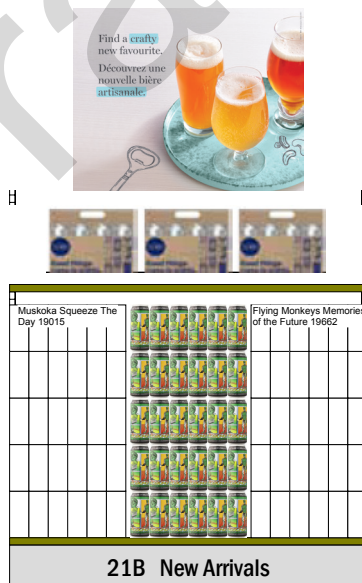 Find a crafty
new favourite.
Découvrez une
nouvelle bière
artisanale.
Muskoka Squeeze The
Day 19015
Flying Monkeys Memories
of the Future 19662
21B New Arrivals